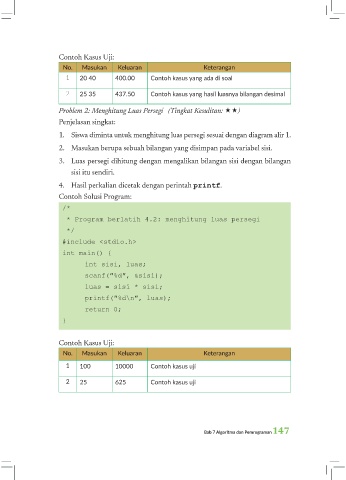 Contoh Kasus Uji:
No. Masukan Keluaran Keterangan
1 20 40 400.00 Contoh kasus yang ada di soal
2 25 35 437.50 Contoh kasus yang hasil luasnya bilangan desimal
Problem 2: Menghitung Luas Persegi (Tingkat Kesulitan: ★★)
Penjelasan singkat:
1. Siswa diminta untuk menghitung luas persegi sesuai dengan diagram alir 1.
2. Masukan berupa sebuah bilangan yang disimpan pada variabel sisi.
3. Luas persegi dihitung dengan mengalikan bilangan sisi dengan bilangan
sisi itu sendiri.
4. Hasil perkalian dicetak dengan perintah printf.
Contoh Solusi Program:
/*
* Program berlatih 4.2: menghitung luas persegi
*/
#include <stdio.h>
int main() {
int sisi, luas;
scanf("%d", &sisi);
luas = sisi * sisi;
printf("%d\n", luas);
return 0;
}
Contoh Kasus Uji:
No. Masukan Keluaran Keterangan
1 100 10000 Contoh kasus uji
2 25 625 Contoh kasus uji
Bab 7 Algoritma dan Pemrograman 147